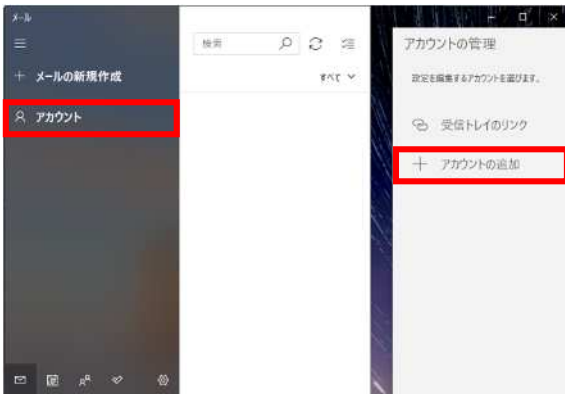 メール
メールの新規作成
アカウント
検索
すべて
アカウントの管理
設定を編集するアカウントを選びます。
受信トレイのリンク
アカウントの追加